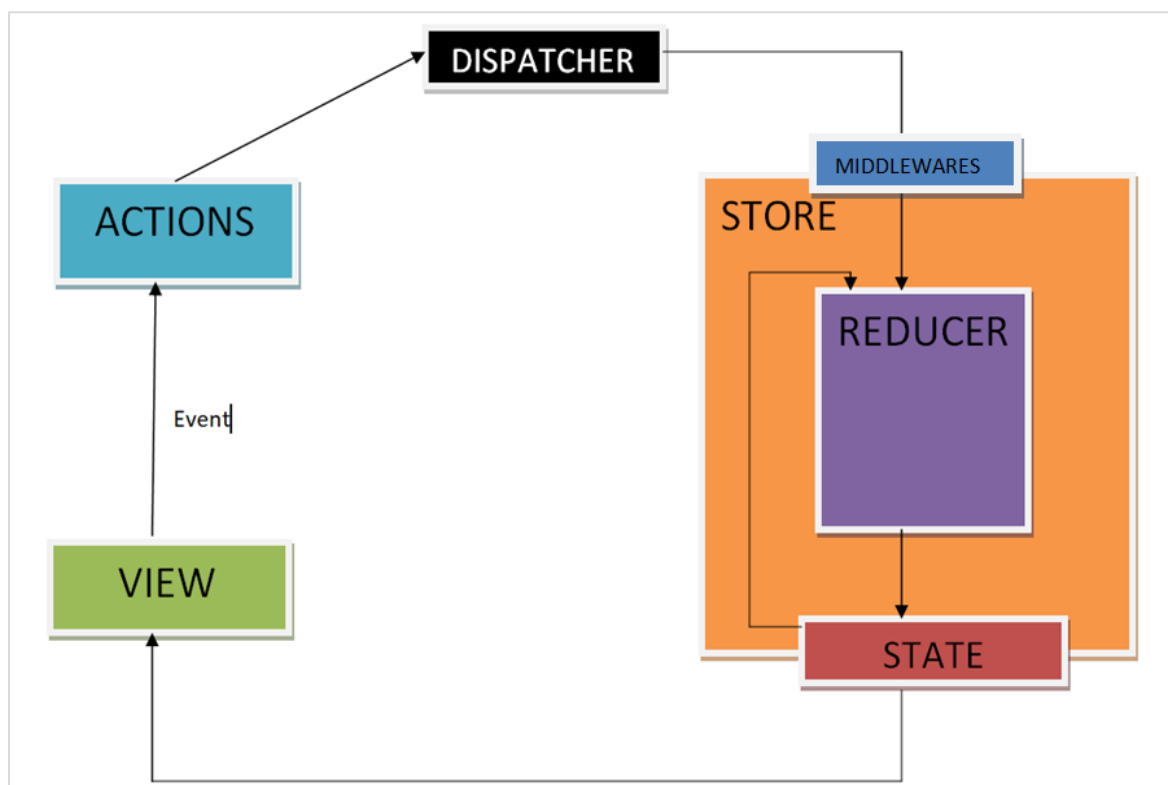 DISPATCHER
MIDDLEWARES
ACTIONS
STORE
REDUCER
Event
VIEW
STATE